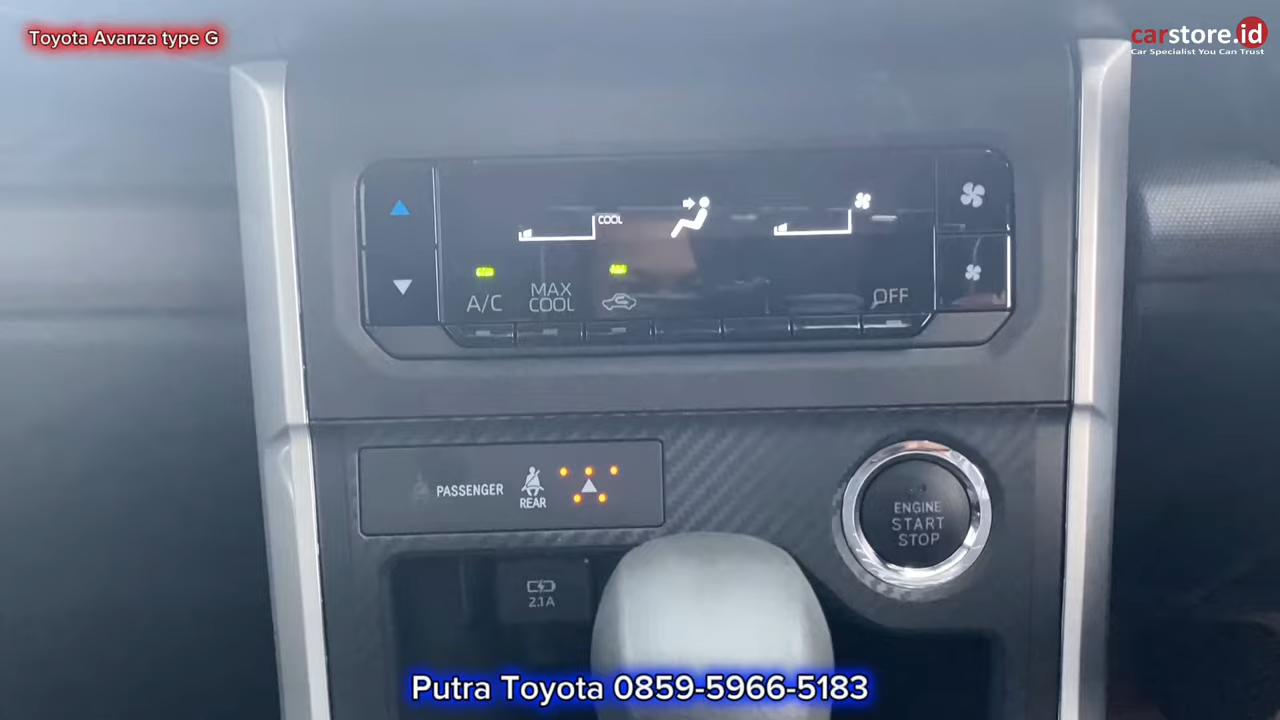 Toyota Avanza type G
carstore.id
Car Specialist You Can Trust
COOL
A/C
MAX
COOL
OFF
PASSENGER
REAR
ENGINE
START
STOP
2.1A
Putra Toyota 0859-5966-5183